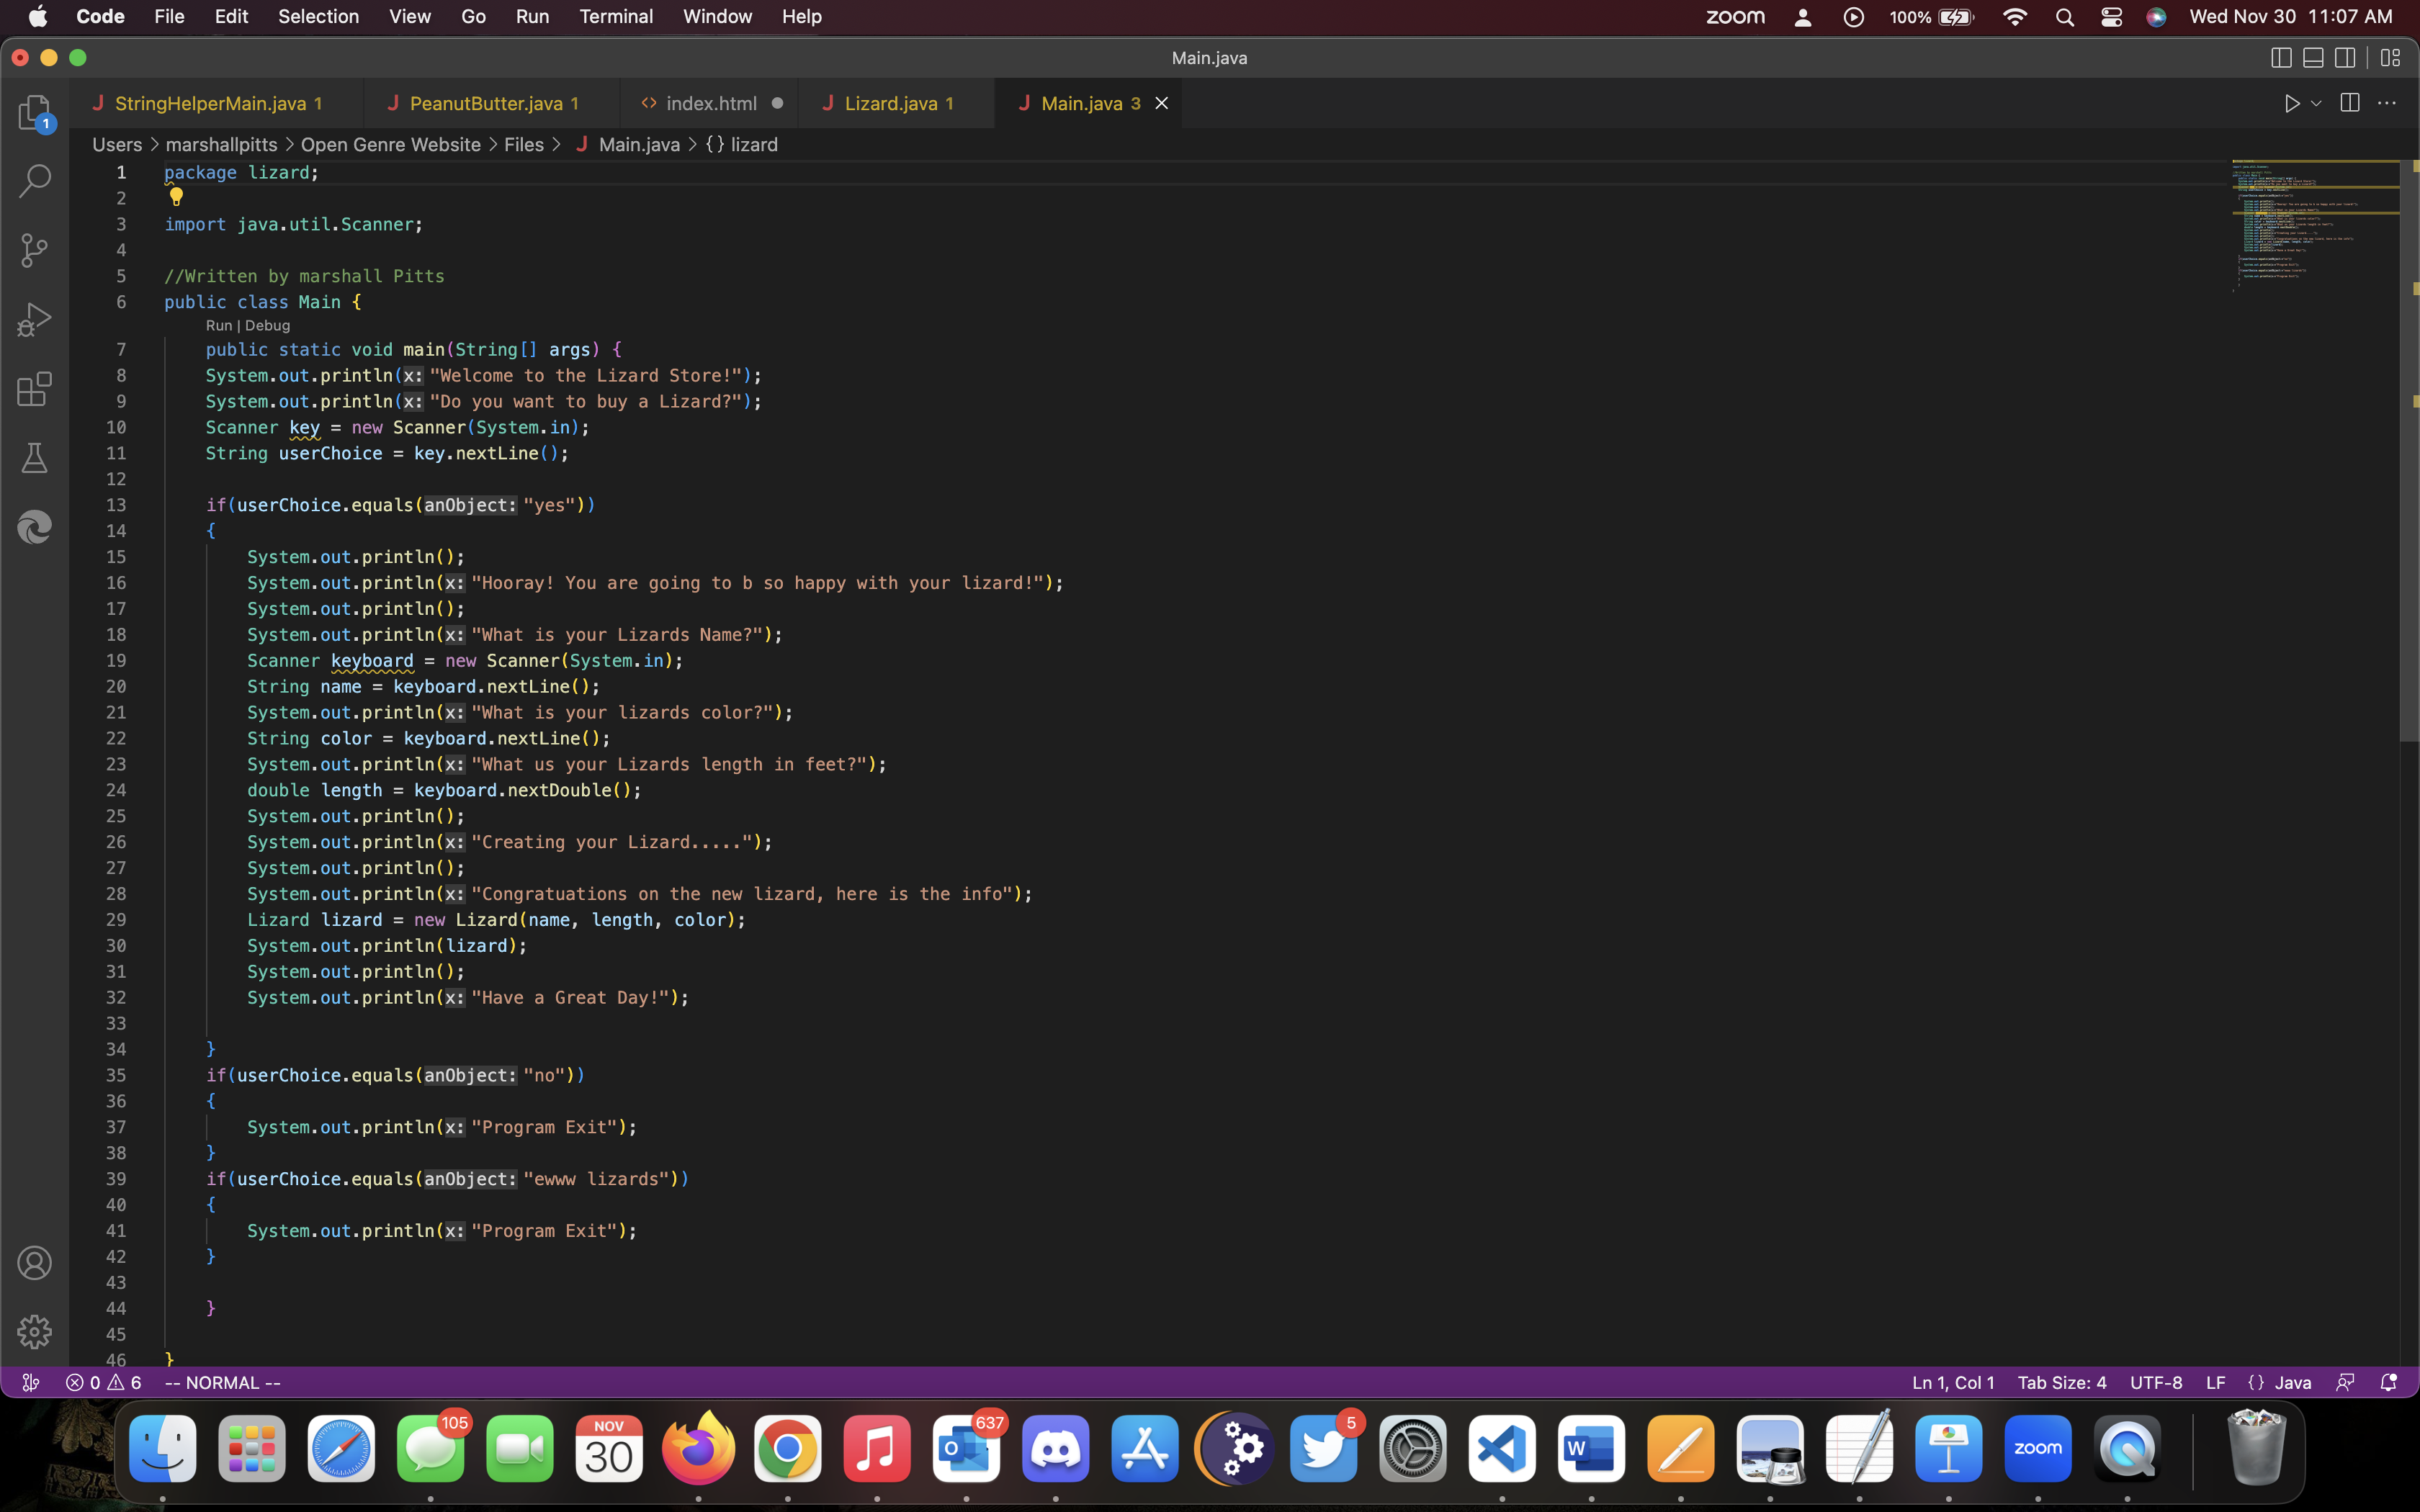 Code File Edit Selection View Go Run Terminal Window Help zoom 100% Wed Nov 30 11:07 AM
Main.java
J StringHelperMain.java 1 J PeanutButter.java 1 <> index.html J Lizard.java 1 J Main.java 3
1
Users > marshallpitts > Open Genre Website > Files > J Main.java > {} lizard
1 package lizard;
2
3 import java.util.Scanner;
4
5 //Written by marshall Pitts
6 public class Main {
Run | Debug
7 public static void main(String[] args) {
8 System.out.println(x: "Welcome to the Lizard Store!");
9 System.out.println(x: "Do you want to buy a Lizard?");
10 Scanner key = new Scanner(System.in);
11 String userChoice = key.nextLine();
12
13 if(userChoice.equals(anObject: "yes"))
14 {
15 System.out.println();
16 System.out.println(x: "Hooray! You are going to b so happy with your lizard!");
17 System.out.println();
18 System.out.println(x: "What is your Lizards Name?");
19 Scanner keyboard = new Scanner(System.in);
20 String name = keyboard.nextLine();
21 System.out.println(x: "What is your lizards color?");
22 String color = keyboard.nextLine();
23 System.out.println(x: "What us your Lizards length in feet?");
24 double length = keyboard.nextDouble();
25 System.out.println();
26 System.out.println(x: "Creating your Lizard.....");
27 System.out.println();
28 System.out.println(x: "Congratuations on the new lizard, here is the info");
29 Lizard lizard = new Lizard(name, length, color);
30 System.out.println(lizard);
31 System.out.println();
32 System.out.println(x: "Have a Great Day!");
33
34 }
35 if(userChoice.equals(anObject: "no"))
36 {
37 System.out.println(x: "Program Exit");
38 }
39 if(userChoice.equals(anObject: "ewww lizards"))
40 {
41 System.out.println(x: "Program Exit");
42 }
43
44 }
45
46 }
0 6 -- NORMAL -- Ln 1, Col 1 Tab Size: 4 UTF-8 LF {} Java
105 NOV 30 637 O 5 W zoom